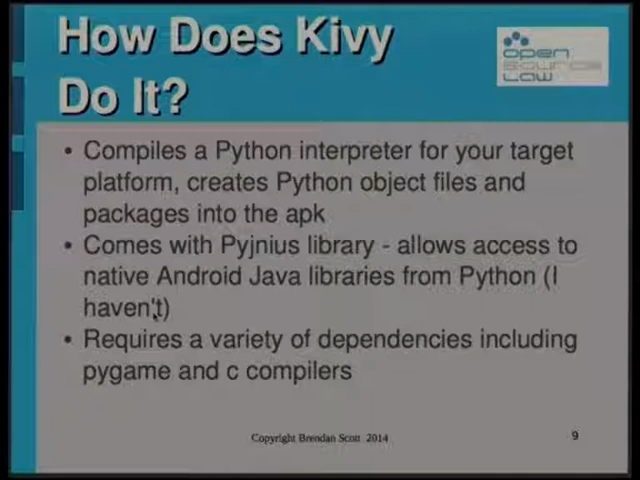 How Does Kivy
Do It?
open
source
law
• Compiles a Python interpreter for your target
platform, creates Python object files and
packages into the apk
• Comes with Pyjnius library - allows access to
native Android Java libraries from Python (I
haven't)
• Requires a variety of dependencies including
pygame and c compilers
Copyright Brendan Scott 2014
9